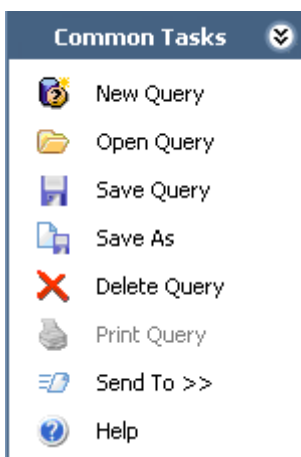 Common Tasks
New Query
Open Query
Save Query
Save As
Delete Query
Print Query
Send To >>
Help